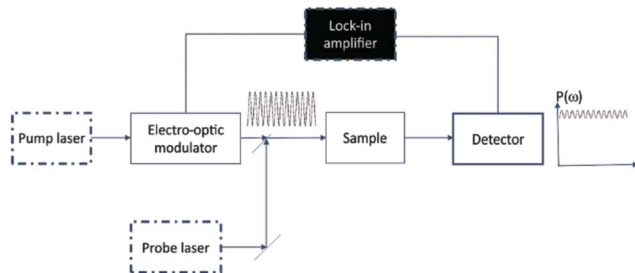 Lock-in
amplifier
P(ω)
Pump laser
Electro-optic
modulator
Sample
Detector
Probe laser